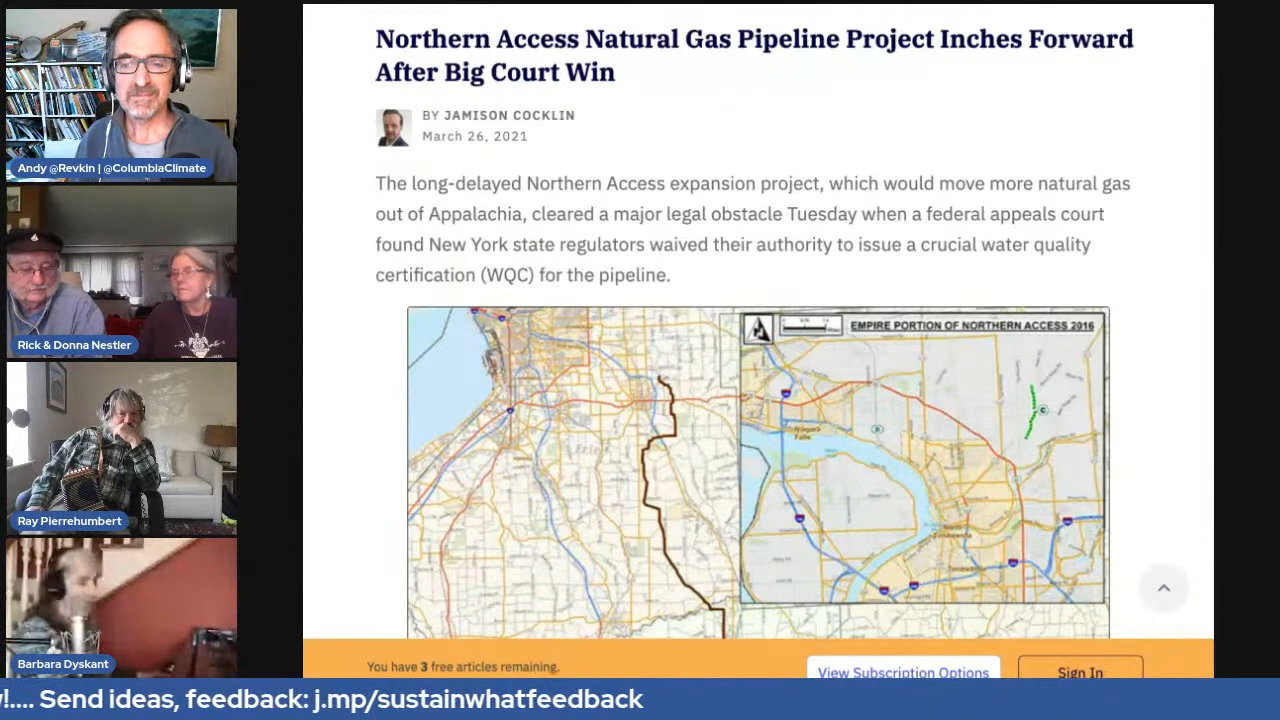 Northern Access Natural Gas Pipeline Project Inches Forward
After Big Court Win
BY JAMISON COCKLIN
March 26, 2021
The long-delayed Northern Access expansion project, which would move more natural gas
out of Appalachia, cleared a major legal obstacle Tuesday when a federal appeals court
found New York state regulators waived their authority to issue a crucial water quality
certification (WQC) for the pipeline.
EMPIRE PORTION OF NORTHERN ACCESS 2016
Niagara
Falls
Erie
C
You have 3 free articles remaining.
View Subscription Options
Sign In
Andy @Revkin | @ColumbiaClimate
Rick & Donna Nestler
Ray Pierrehumbert
Barbara Dyskant
!.... Send ideas, feedback: j.mp/sustainwhatfeedback